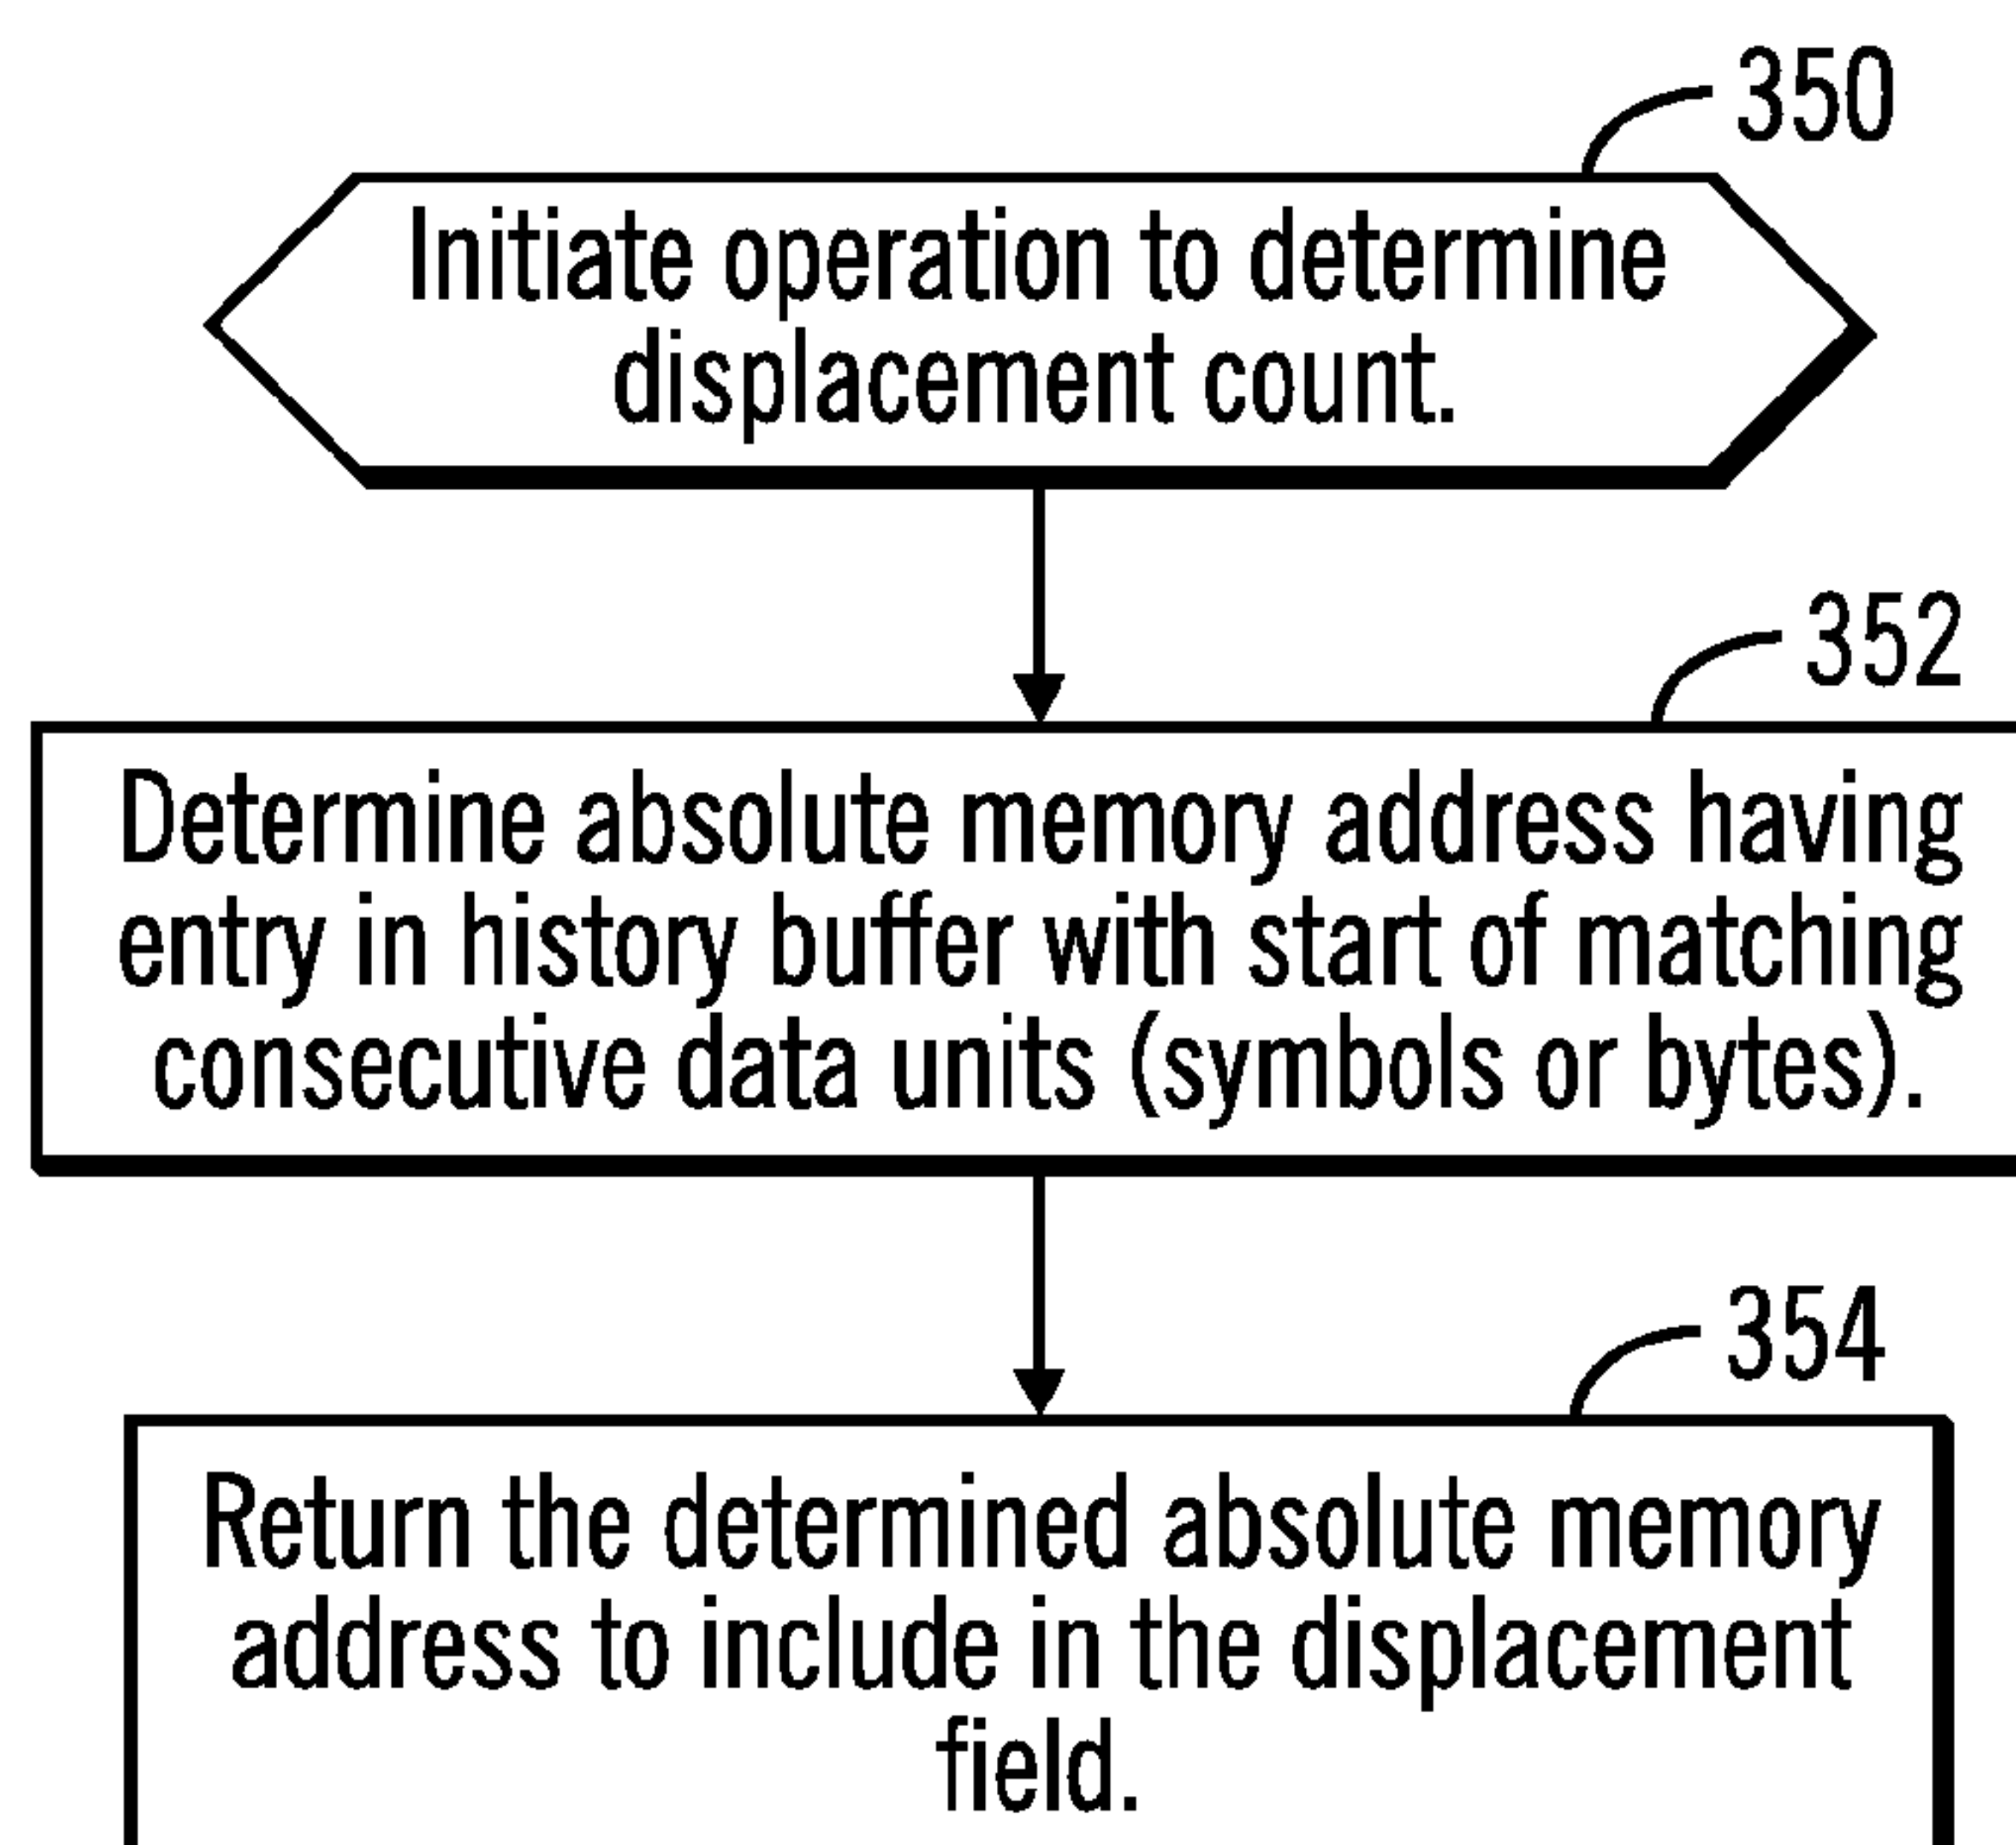 350
Initiate operation to determine
displacement count.
352
Determine absolute memory address having
entry in history buffer with start of matching
consecutive data units (symbols or bytes).
354
Return the determined absolute memory
address to include in the displacement
field.